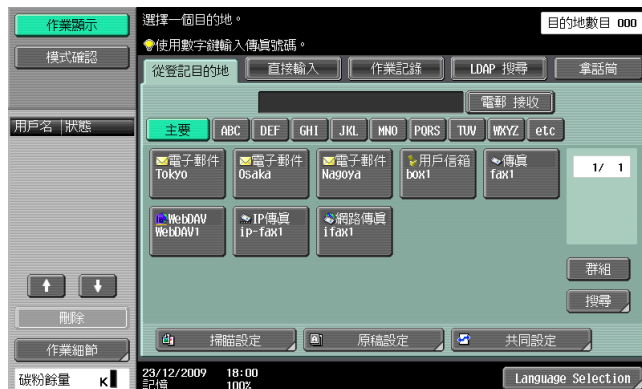 作業顯示
模式確認
用戶名 狀態
刪除
作業細節
碳粉餘量 K
選擇一個目的地。
目的地數目 000
使用數字鍵輸入傳真號碼。
從登記目的地 直接輸入 作業記錄 LDAP 搜尋 拿話筒
電郵 接收
主要 ABC DEF GHI JKL MNO PQRS TUV WXYZ etc
電子郵件 電子郵件 電子郵件 用戶信箱 傳真
Tokyo Osaka Nagoya box1 fax1
1/ 1
WebDAV IP傳真 網路傳真
WebDAV1 ip-fax1 ifax1
群組
搜尋
掃瞄設定 原稿設定 共同設定
23/12/2009 18:00
記憶 100%
Language Selection